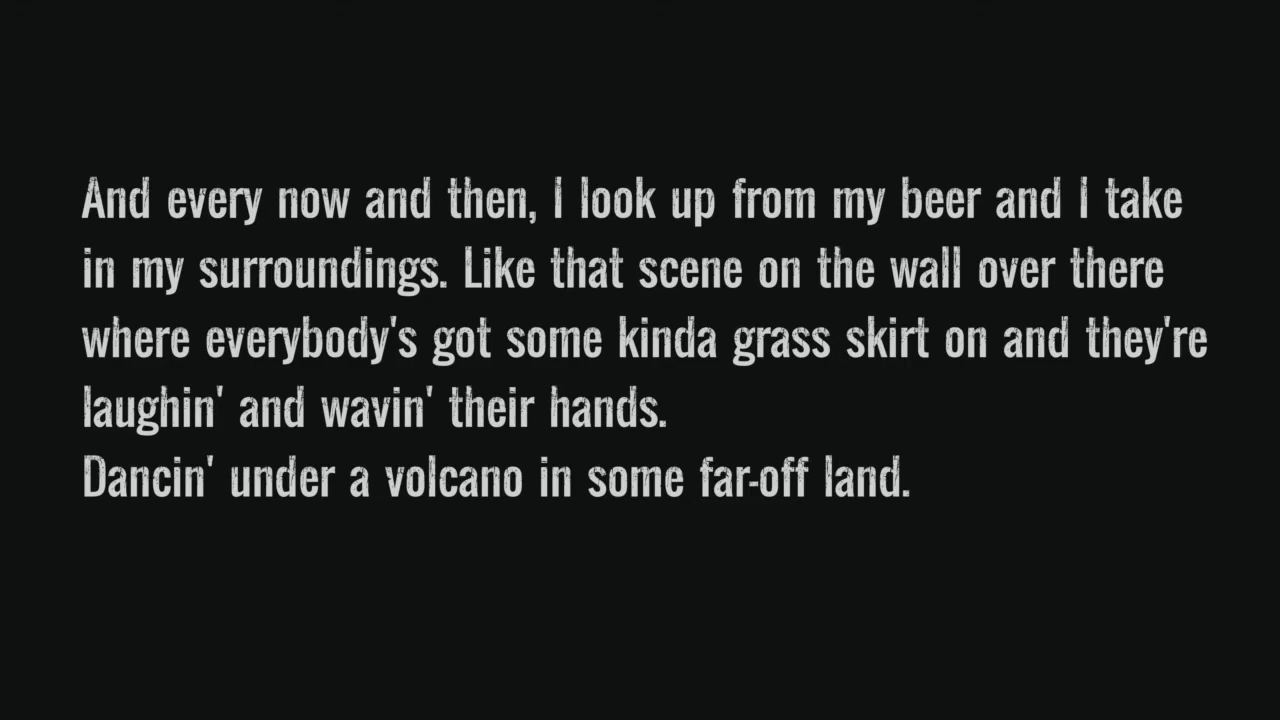 And every now and then, I look up from my beer and I take
in my surroundings. Like that scene on the wall over there
where everybody's got some kinda grass skirt on and they're
laughin' and wavin' their hands.
Dancin' under a volcano in some far-off land.